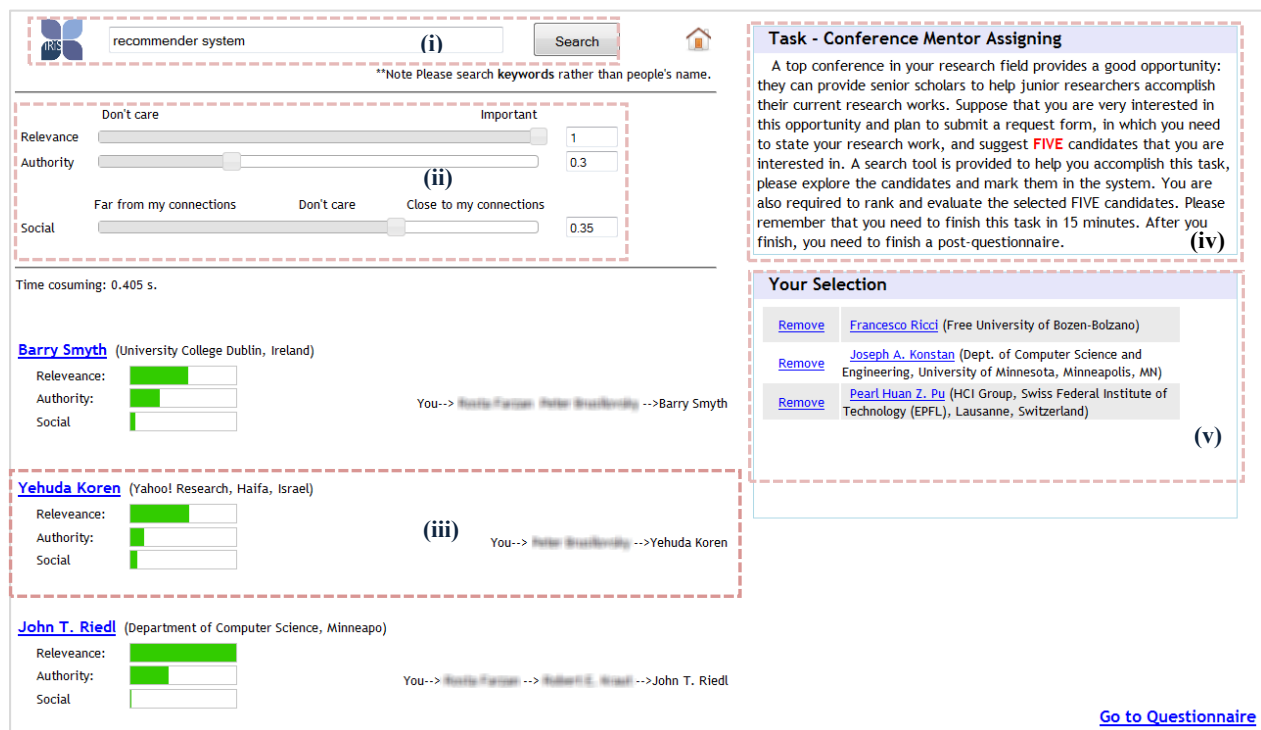 IRIS
recommender system
(i)
Search
**Note Please search keywords rather than people's name.
Don't care
Important
Relevance
1
Authority
0.3
(ii)
Far from my connections
Don't care
Close to my connections
Social
0.35
Time cosuming: 0.405 s.
Barry Smyth (University College Dublin, Ireland)
Releveance:
Authority:
You--> -->Barry Smyth
Social
Yehuda Koren (Yahoo! Research, Haifa, Israel)
Releveance:
(iii)
Authority:
You--> -->Yehuda Koren
Social
John T. Riedl (Department of Computer Science, Minneapo)
Releveance:
Authority:
You--> --> -->John T. Riedl
Social
Task - Conference Mentor Assigning
A top conference in your research field provides a good opportunity:
they can provide senior scholars to help junior researchers accomplish
their current research works. Suppose that you are very interested in
this opportunity and plan to submit a request form, in which you need
to state your research work, and suggest FIVE candidates that you are
interested in. A search tool is provided to help you accomplish this task,
please explore the candidates and mark them in the system. You are
also required to rank and evaluate the selected FIVE candidates. Please
remember that you need to finish this task in 15 minutes. After you
finish, you need to finish a post-questionnaire.
(iv)
Your Selection
Remove Francesco Ricci (Free University of Bozen-Bolzano)
Remove Joseph A. Konstan (Dept. of Computer Science and
Engineering, University of Minnesota, Minneapolis, MN)
Remove Pearl Huan Z. Pu (HCI Group, Swiss Federal Institute of
Technology (EPFL), Lausanne, Switzerland)
(v)
Go to Questionnaire